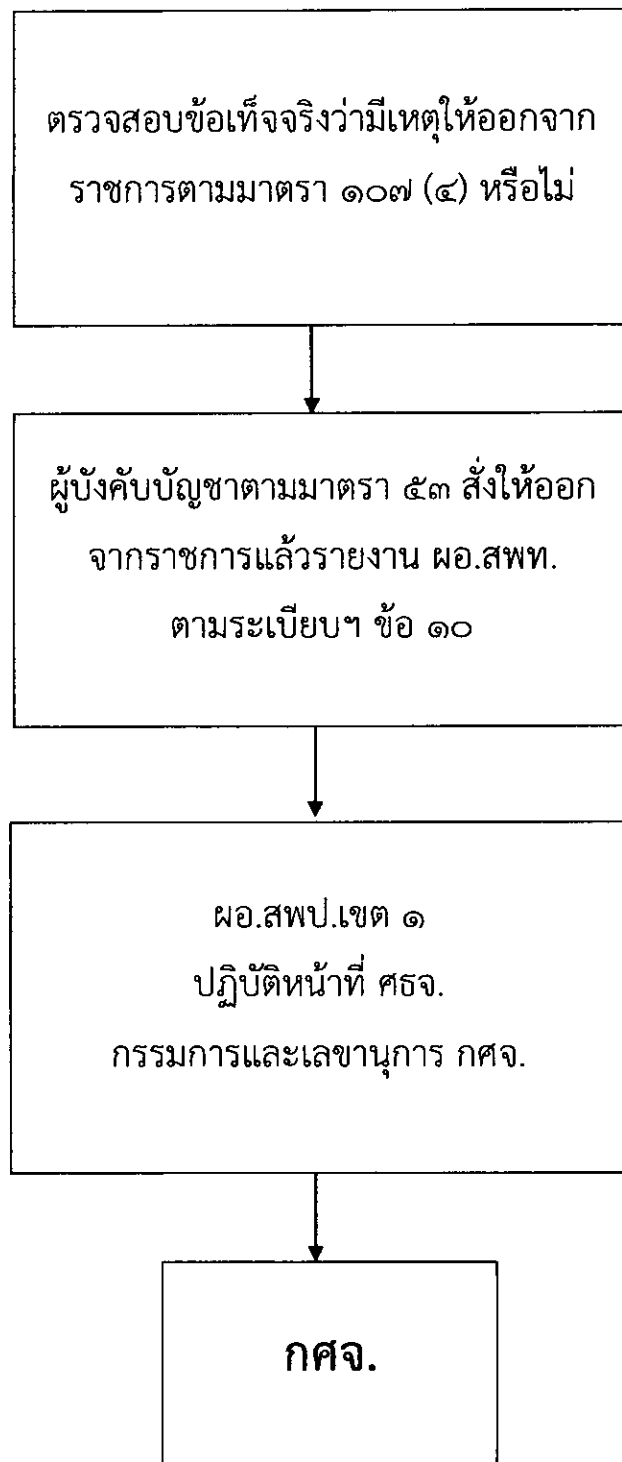 ตรวจสอบข้อเท็จจริงว่ามีเหตุให้ออกจาก
ราชการตามมาตรา ๑๐๗ (๔) หรือไม่
ผู้บังคับบัญชาตามมาตรา ๕๓ สั่งให้ออก
จากราชการแล้วรายงาน ผอ.สพท.
ตามระเบียบฯ ข้อ ๑๐
ผอ.สพป.เขต ๑
ปฏิบัติหน้าที่ ศธจ.
กรรมการและเลขานุการ กศจ.
กศจ.